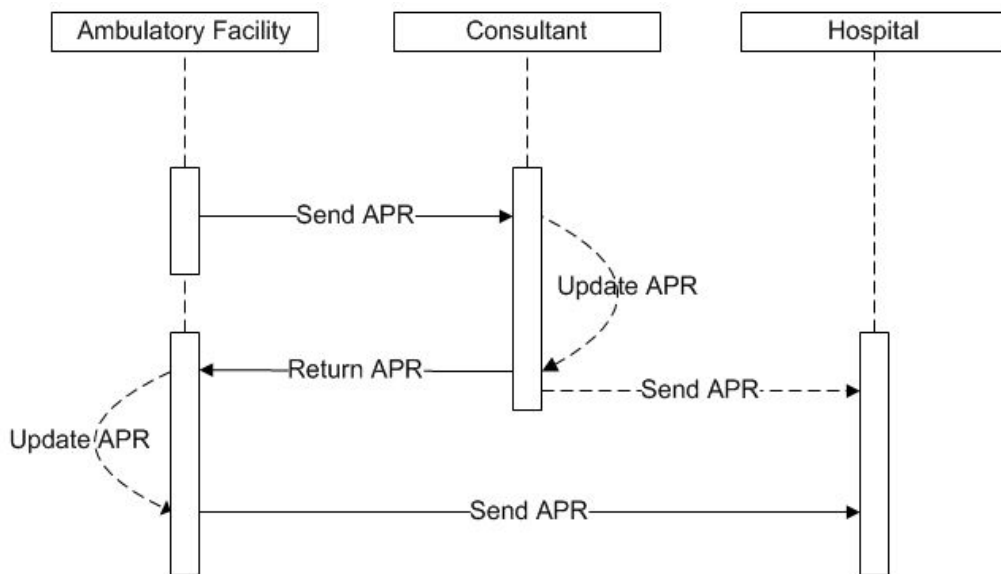 Ambulatory Facility
Consultant
Hospital
Send APR
Update APR
Return APR
Send APR
Update APR
Send APR